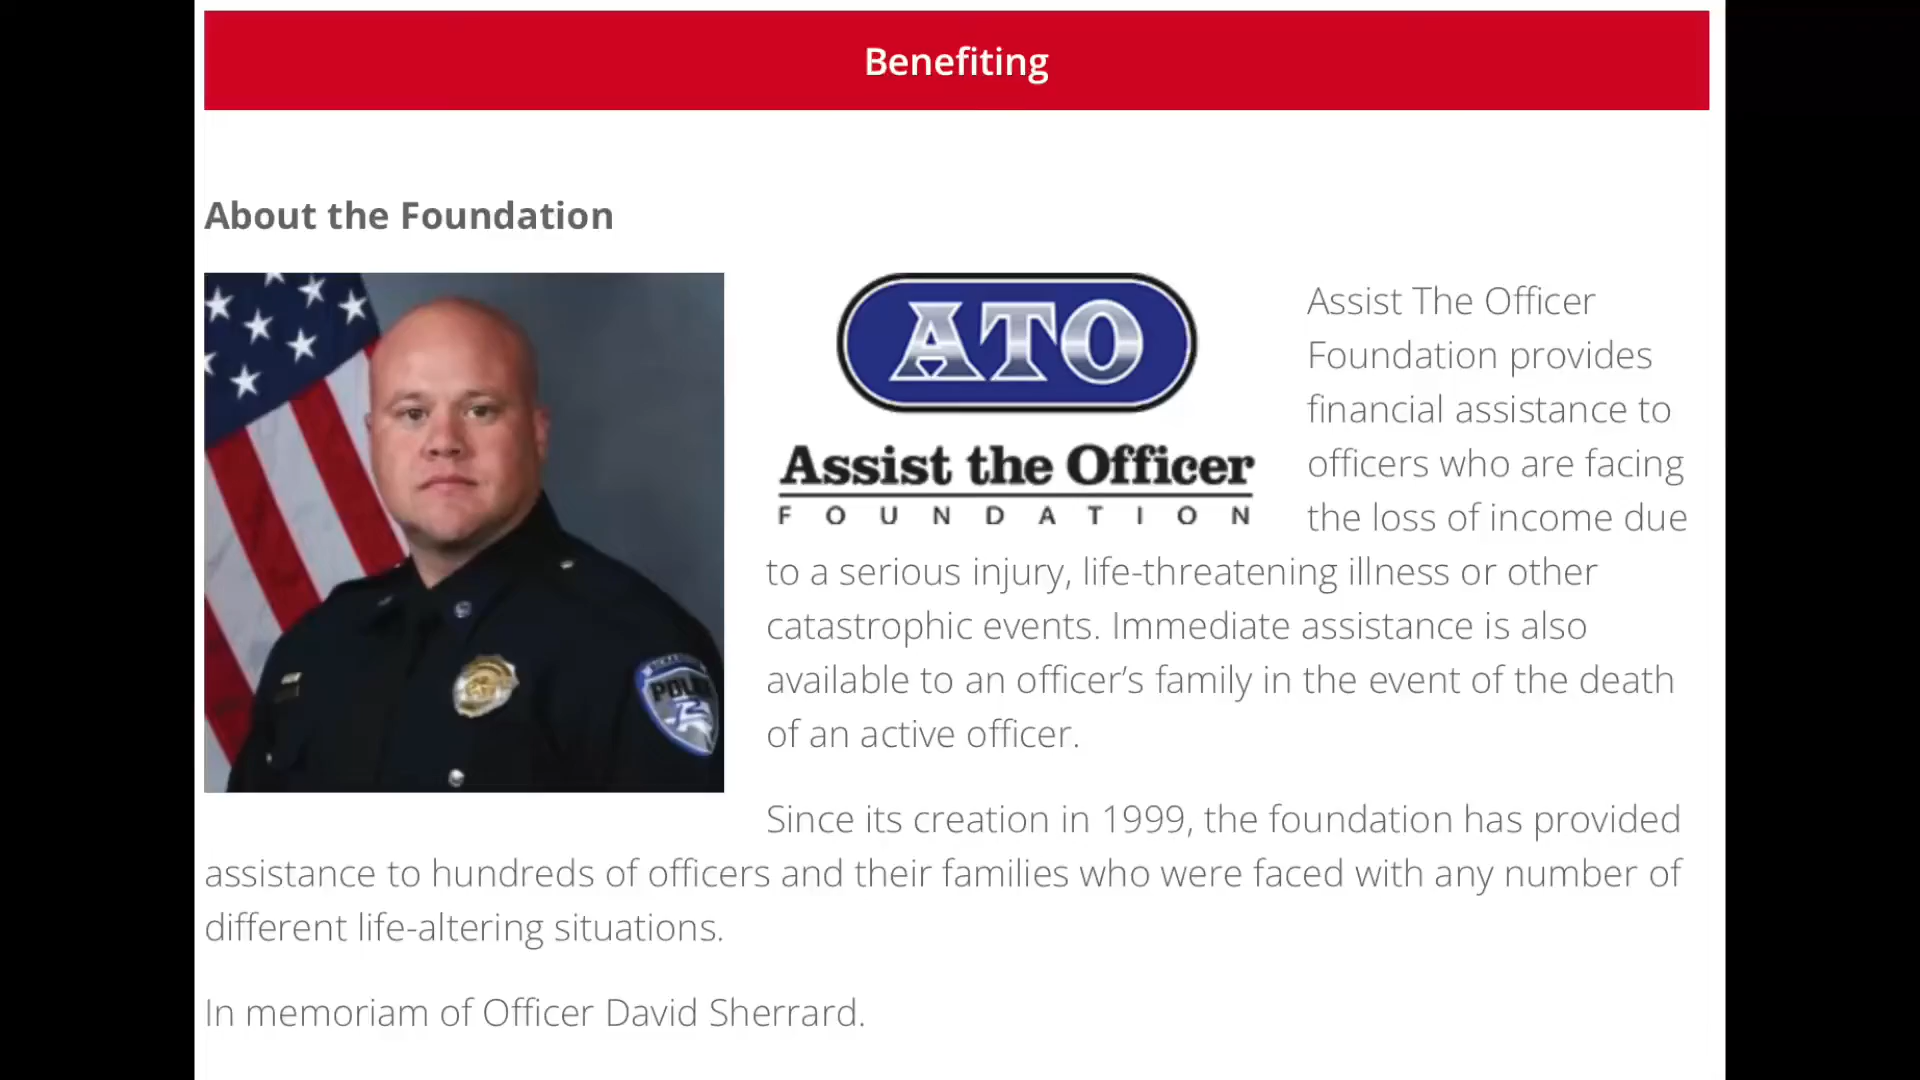 Benefiting
About the Foundation
ATO
Assist the Officer
FOUNDATION
Assist The Officer
Foundation provides
financial assistance to
officers who are facing
the loss of income due
to a serious injury, life-threatening illness or other
catastrophic events. Immediate assistance is also
available to an officer’s family in the event of the death
of an active officer.
Since its creation in 1999, the foundation has provided
assistance to hundreds of officers and their families who were faced with any number of
different life-altering situations.
In memoriam of Officer David Sherrard.
POLICE